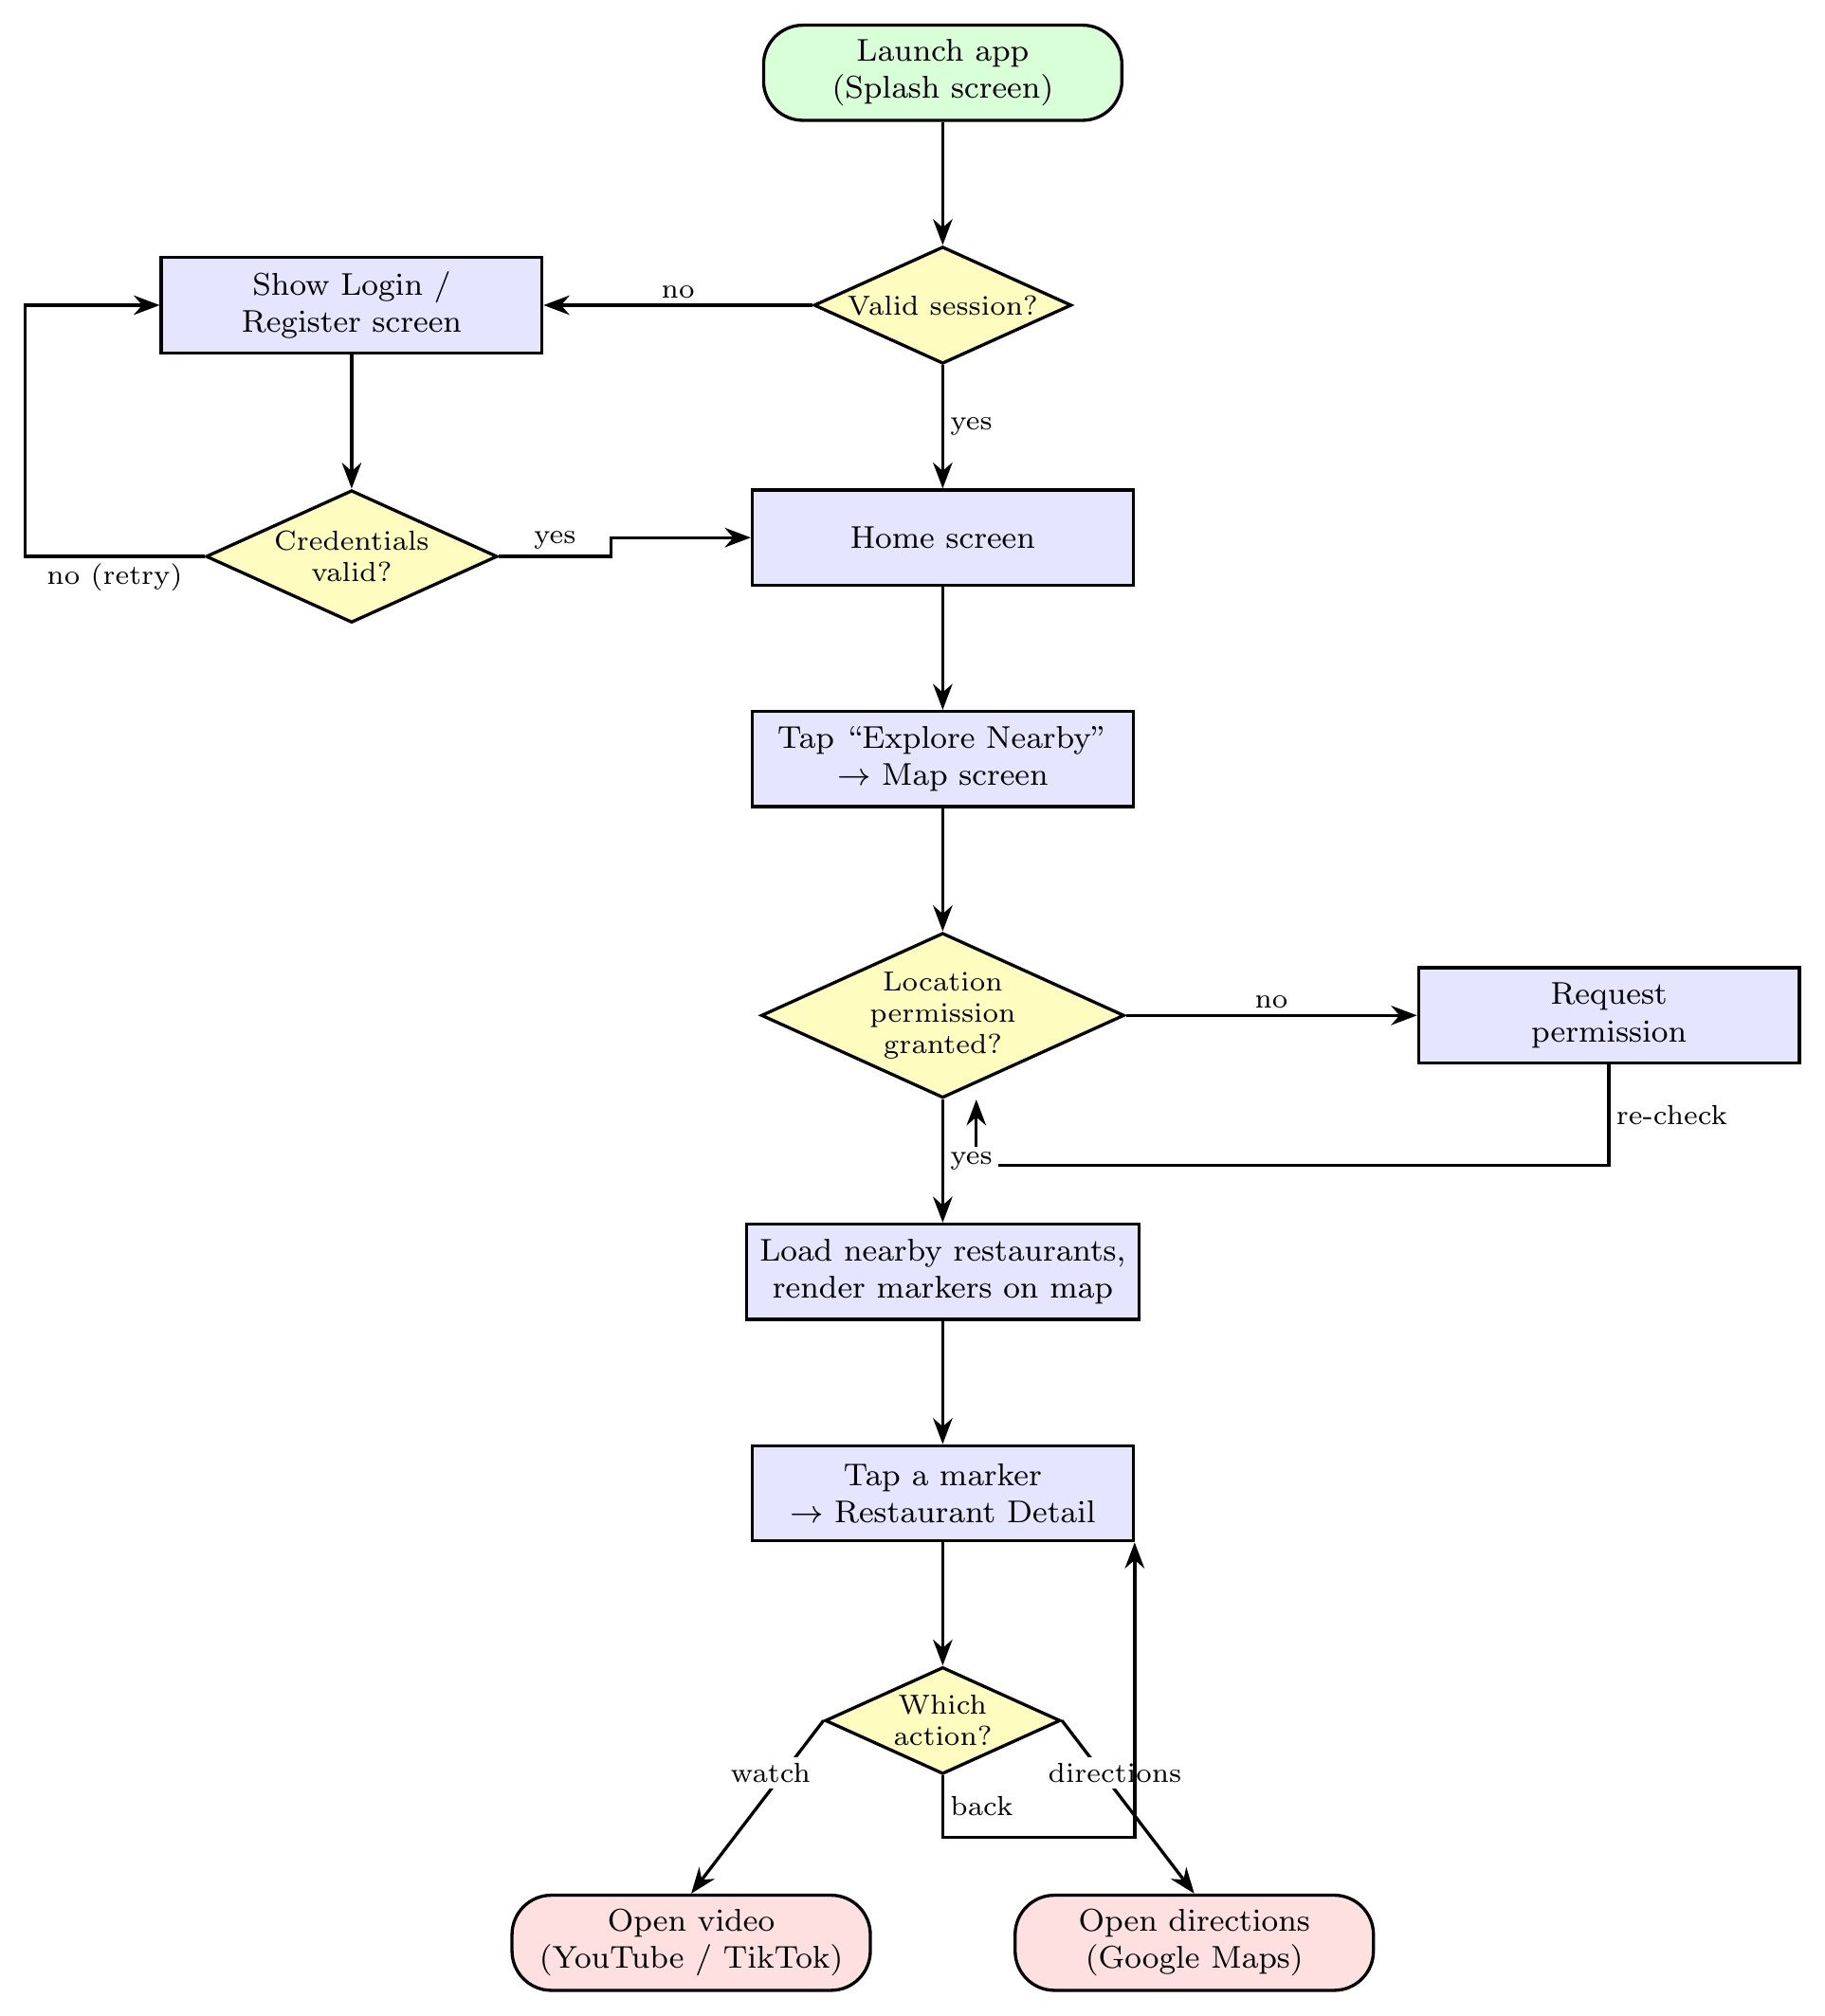 Launch app
(Splash screen)
Show Login /
Register screen
no
Valid session?
yes
Credentials
valid?
yes
no (retry)
Home screen
Tap “Explore Nearby”
→ Map screen
Location
permission
granted?
no
Request
permission
re-check
yes
Load nearby restaurants,
render markers on map
Tap a marker
→ Restaurant Detail
Which
action?
watch
directions
back
Open video
(YouTube / TikTok)
Open directions
(Google Maps)